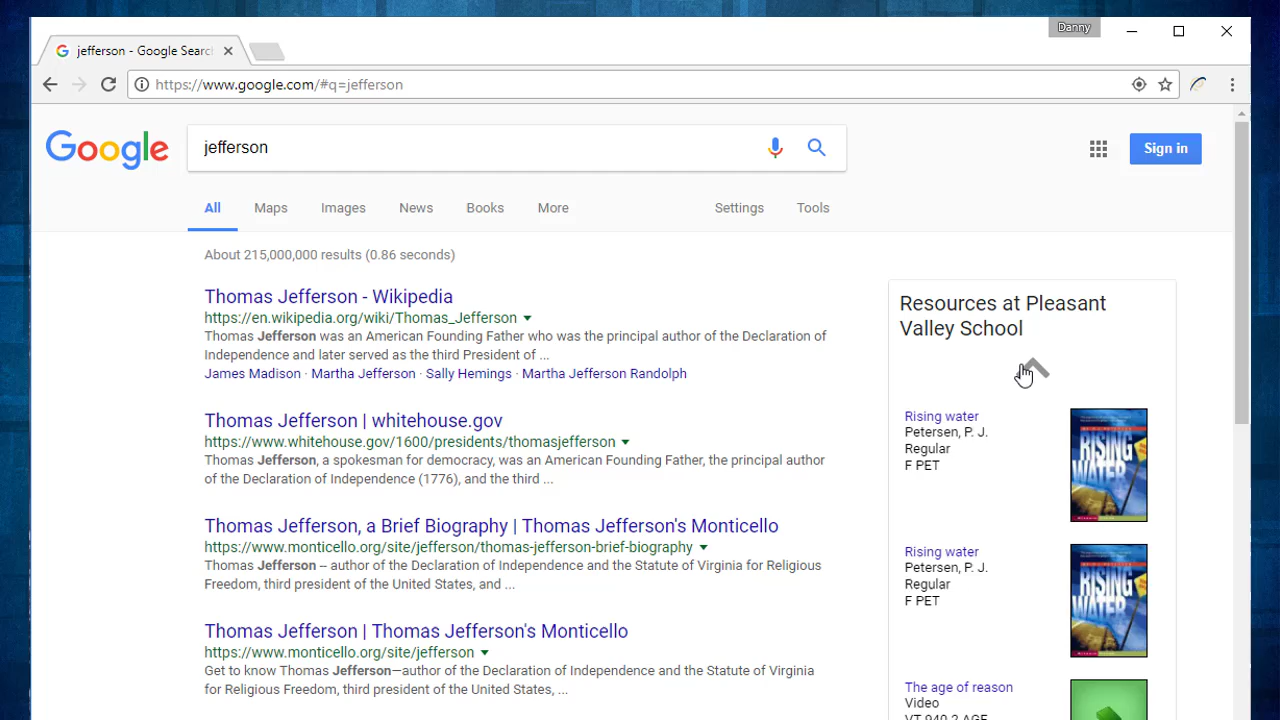 Danny
jefferson - Google Searc
https://www.google.com/#q=jefferson
Google
jefferson
Sign in
All Maps Images News Books More Settings Tools
About 215,000,000 results (0.86 seconds)
Thomas Jefferson - Wikipedia
https://en.wikipedia.org/wiki/Thomas_Jefferson
Thomas Jefferson was an American Founding Father who was the principal author of the Declaration of
Independence and later served as the third President of ...
James Madison · Martha Jefferson · Sally Hemings · Martha Jefferson Randolph
Thomas Jefferson | whitehouse.gov
https://www.whitehouse.gov/1600/presidents/thomasjefferson
Thomas Jefferson, a spokesman for democracy, was an American Founding Father, the principal author
of the Declaration of Independence (1776), and the third ...
Thomas Jefferson, a Brief Biography | Thomas Jefferson's Monticello
https://www.monticello.org/site/jefferson/thomas-jefferson-brief-biography
Thomas Jefferson – author of the Declaration of Independence and the Statute of Virginia for Religious
Freedom, third president of the United States, and ...
Thomas Jefferson | Thomas Jefferson's Monticello
https://www.monticello.org/site/jefferson
Get to know Thomas Jefferson—author of the Declaration of Independence and the Statute of Virginia
for Religious Freedom, third president of the United States, ...
Resources at Pleasant
Valley School
Rising water
Petersen, P. J.
Regular
F PET
RISING
WATER
Rising water
Petersen, P. J.
Regular
F PET
RISING
WATER
The age of reason
Video
VT 940.2 AGE